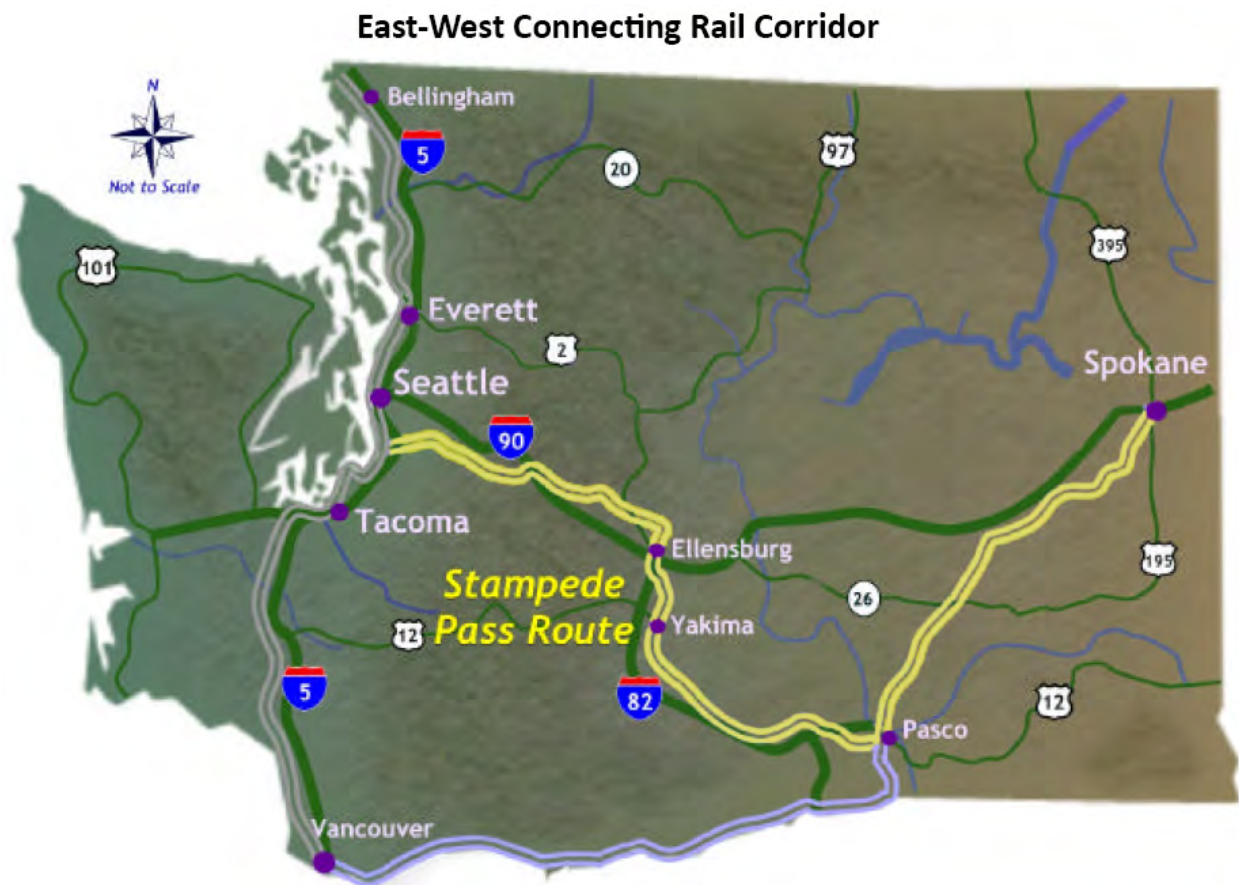 East-West Connecting Rail Corridor
N
Not to Scale
Bellingham
5
20
97
101
395
Everett
2
Seattle
Spokane
90
Tacoma
Ellensburg
195
Stampede
Pass Route
26
12
Yakima
5
82
12
Pasco
Vancouver